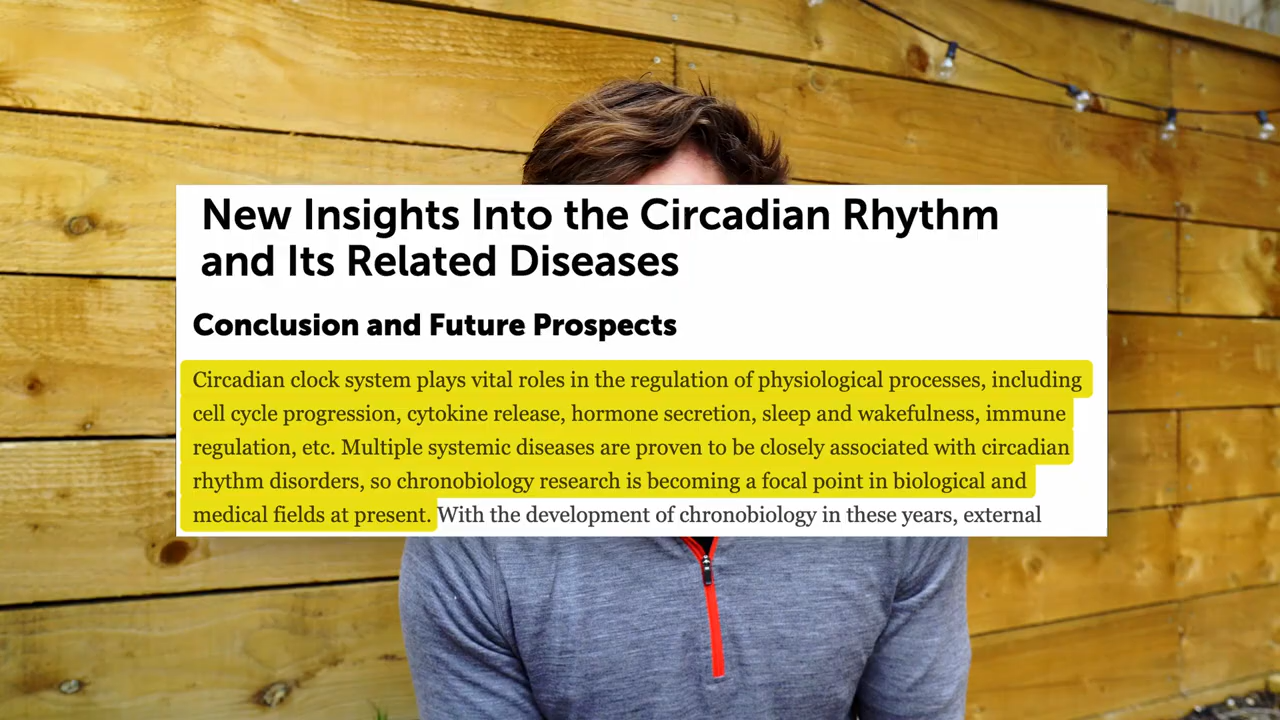 New Insights Into the Circadian Rhythm
and Its Related Diseases
Conclusion and Future Prospects
Circadian clock system plays vital roles in the regulation of physiological processes, including
cell cycle progression, cytokine release, hormone secretion, sleep and wakefulness, immune
regulation, etc. Multiple systemic diseases are proven to be closely associated with circadian
rhythm disorders, so chronobiology research is becoming a focal point in biological and
medical fields at present. With the development of chronobiology in these years, external